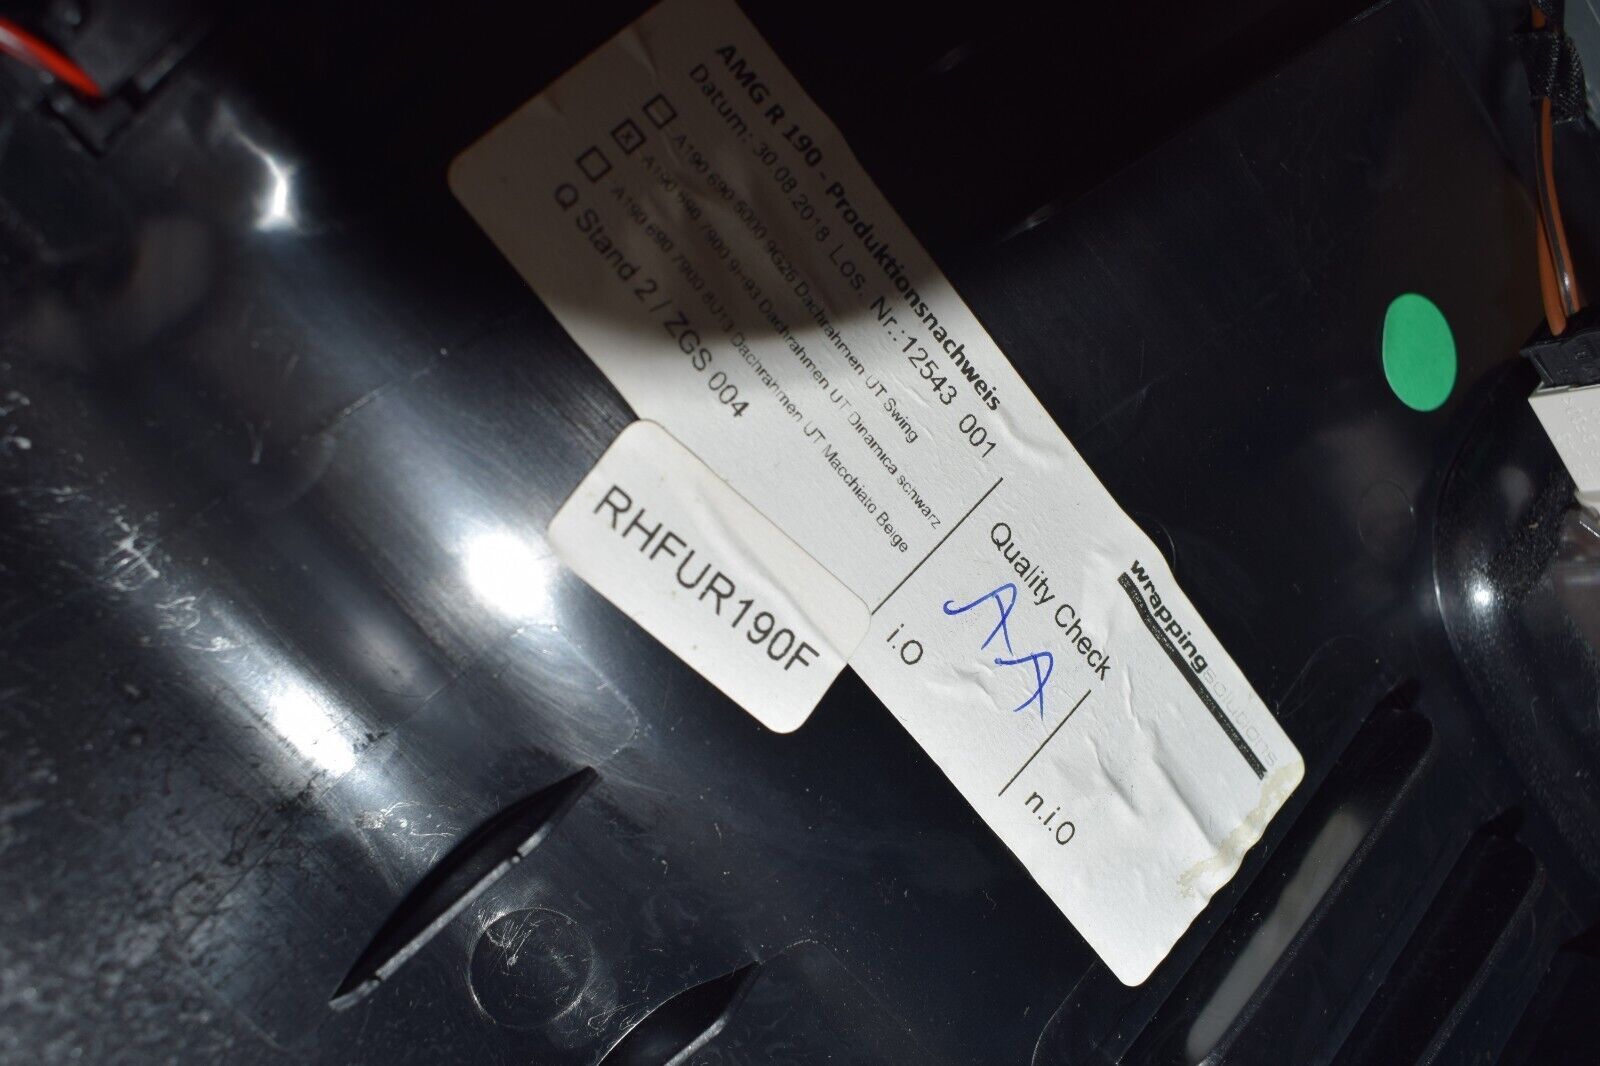 AMG R 190 - Produktionsnachweis
Datum: 30.08.2018 Los. Nr.:12543 001
A190 690 5000 9G26 Dachrahmen UT Swing
x A190 690 7900 9H93 Dachrahmen UT Dinamica schwarz
A190 690 7900 8U13 Dachrahmen UT Macchiato Beige
Q Stand 2 / ZGS 004
RHFUR190F
Quality Check
i.O
AA
n.i.O
wrappingsolutions